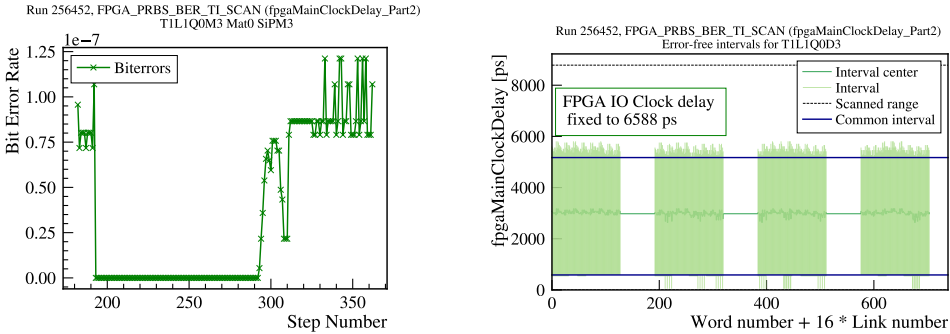 Run 256452, FPGA_PRBS_BER_TI_SCAN (fpgaMainClockDelay_Part2)
T1L1Q0M3 Mat0 SiPM3
1e−7
Biterrors
Bit Error Rate
1.25
1.00
0.75
0.50
0.25
0.00
200
250
300
350
Step Number
Run 256452, FPGA_PRBS_BER_TI_SCAN (fpgaMainClockDelay_Part2)
Error-free intervals for T1L1Q0D3
fpgaMainClockDelay [ps]
8000
6000
4000
2000
0
FPGA IO Clock delay
fixed to 6588 ps
Interval center
Interval
Scanned range
Common interval
0
200
400
600
Word number + 16 * Link number